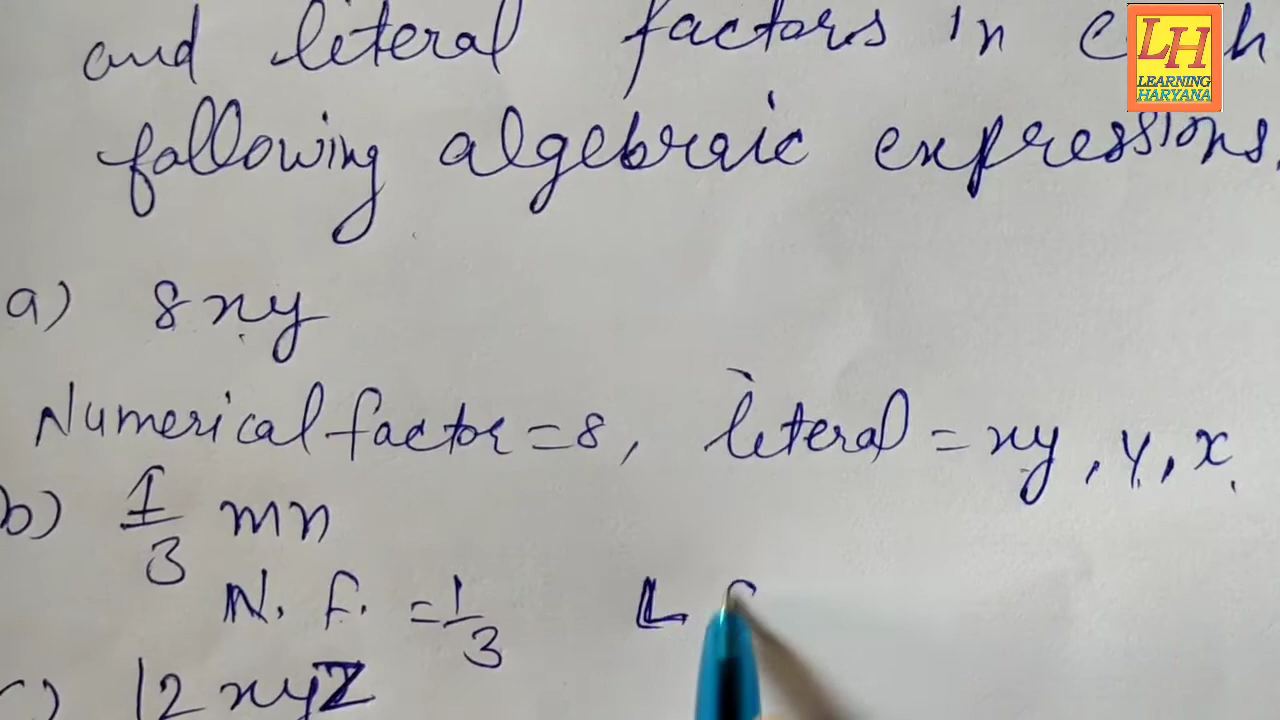 and literal factors in
LH
LEARNING
HARYANA
following algebraic expressions.
a) 8xy
Numerical factor = 8, literal = xy, y, x
b) 1/3 mn
N. F. = 1/3 L
c) 12xyz